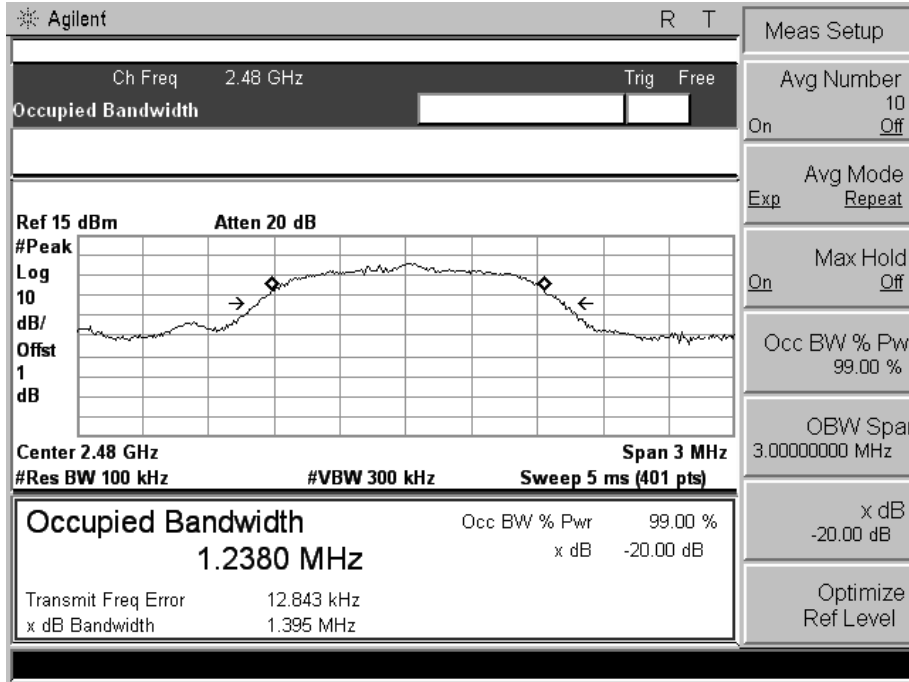 Agilent R T
Ch Freq 2.48 GHz Trig Free
Occupied Bandwidth
Ref 15 dBm Atten 20 dB
#Peak
Log
10
dB/
Offst
1
dB
Center 2.48 GHz Span 3 MHz
#Res BW 100 kHz #VBW 300 kHz Sweep 5 ms (401 pts)
Occupied Bandwidth
1.2380 MHz
Occ BW % Pwr 99.00 %
x dB -20.00 dB
Transmit Freq Error 12.843 kHz
x dB Bandwidth 1.395 MHz
Meas Setup
Avg Number
10
On Off
Avg Mode
Exp Repeat
Max Hold
On Off
Occ BW % Pw
99.00 %
OBW Spa
3.00000000 MHz
x dB
-20.00 dB
Optimize
Ref Level